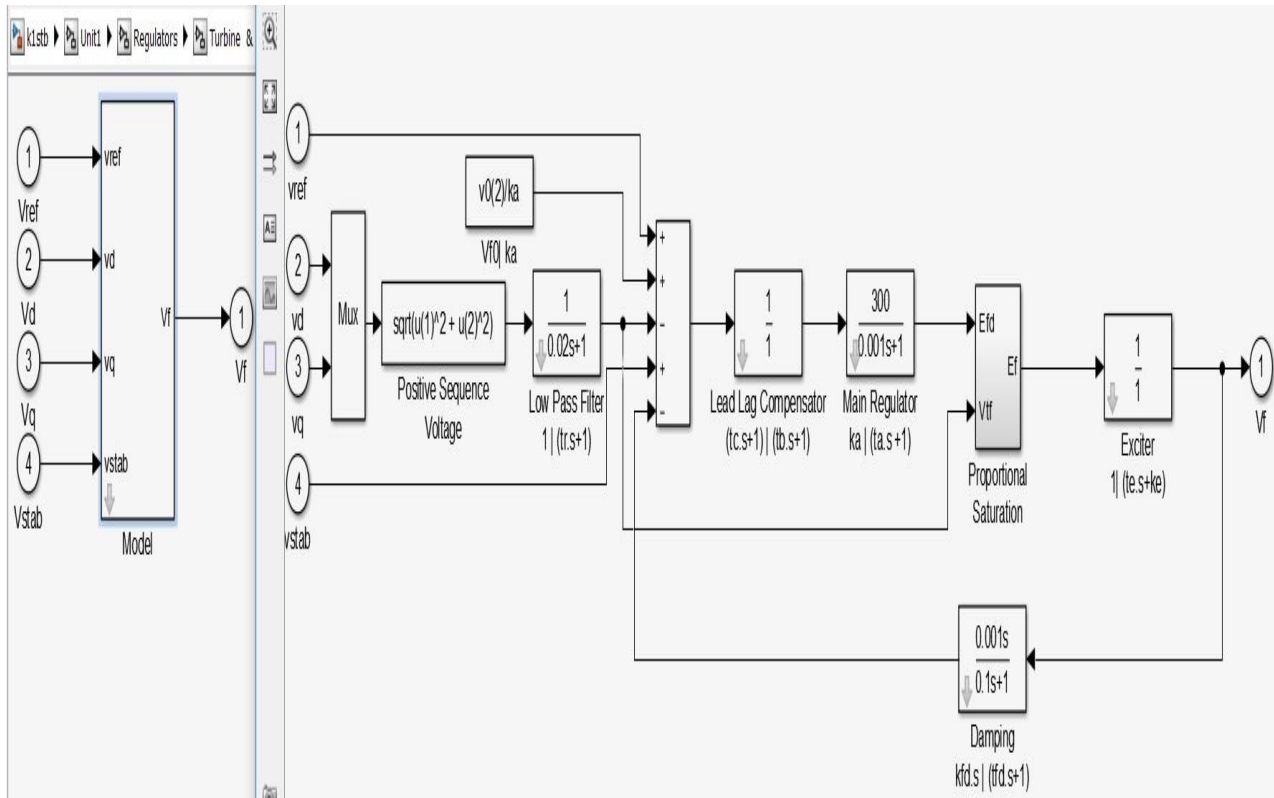 k1stb Unit1 Regulators Turbine &
1
Vref
2
Vd
3
Vq
4
Vstab
vref
vd
vq
vstab
Vf
Model
1
Vf
1
vref
2
vd
3
vq
4
vstab
Mux
v0(2)/ka
Vf0| ka
sqrt(u(1)^2 + u(2)^2)
Positive Sequence
Voltage
1
0.02s+1
Low Pass Filter
1 | (tr.s+1)
+
+
−
+
−
1
1
Lead Lag Compensator
(tc.s+1) | (tb.s+1)
300
0.001s+1
Main Regulator
ka | (ta.s +1)
Efd
Vtf
Ef
Proportional
Saturation
1
1
Exciter
1| (te.s+ke)
1
Vf
0.001s
0.1s+1
Damping
kfd.s | (tfd.s+1)